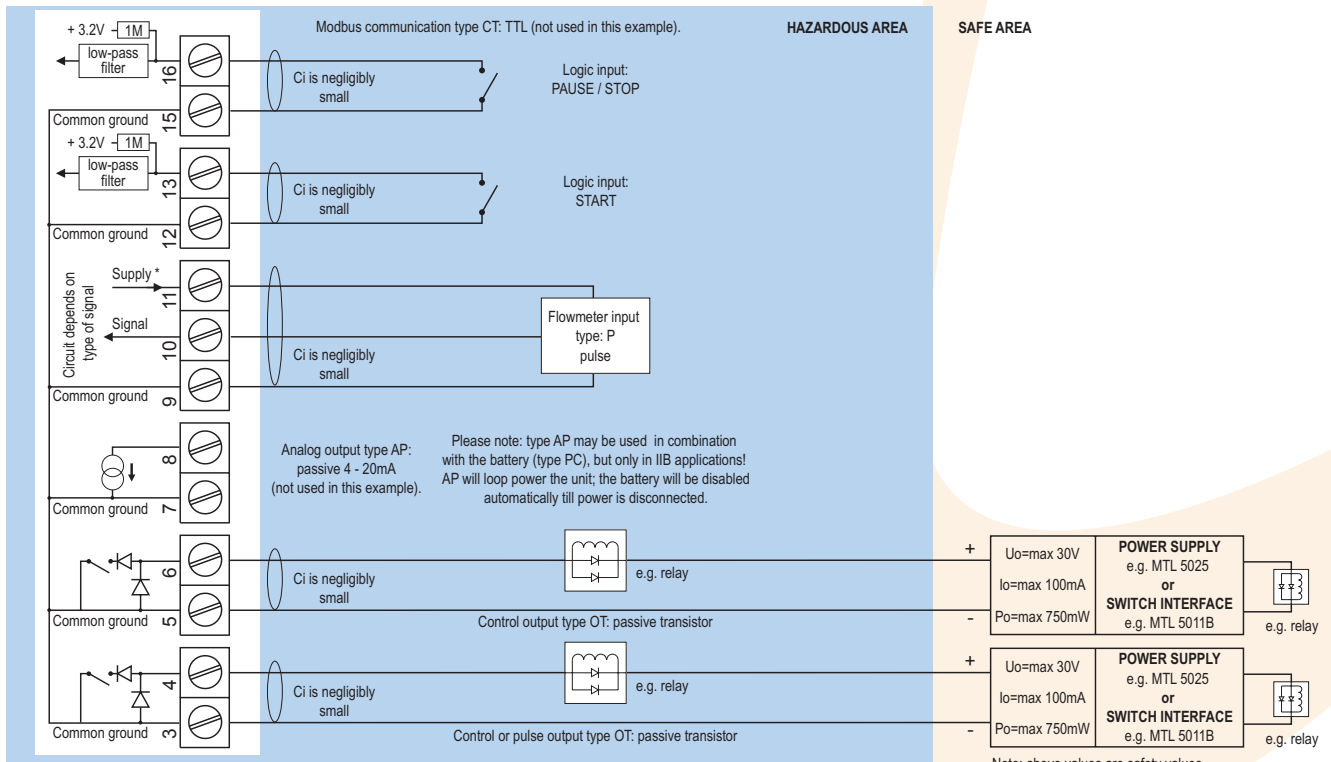 Modbus communication type CT: TTL (not used in this example).
HAZARDOUS AREA
SAFE AREA
+ 3.2V
1M
low-pass
filter
16
Ci is negligibly
small
Logic input:
PAUSE / STOP
Common ground
15
+ 3.2V
1M
low-pass
filter
13
Ci is negligibly
small
Logic input:
START
Common ground
12
Circuit depends on
type of signal
Supply *
11
Signal
10
Flowmeter input
type: P
pulse
Ci is negligibly
small
Common ground
9
8
Analog output type AP:
passive 4 - 20mA
(not used in this example).
Please note: type AP may be used in combination
with the battery (type PC), but only in IIB applications!
AP will loop power the unit; the battery will be disabled
automatically till power is disconnected.
Common ground
7
6
Ci is negligibly
small
e.g. relay
Common ground
5
Control output type OT: passive transistor
+
-
Uo=max 30V
Io=max 100mA
Po=max 750mW
POWER SUPPLY
e.g. MTL 5025
or
SWITCH INTERFACE
e.g. MTL 5011B
e.g. relay
4
Ci is negligibly
small
e.g. relay
Common ground
3
Control or pulse output type OT: passive transistor
+
-
Uo=max 30V
Io=max 100mA
Po=max 750mW
POWER SUPPLY
e.g. MTL 5025
or
SWITCH INTERFACE
e.g. MTL 5011B
e.g. relay
Note: above values are safety values